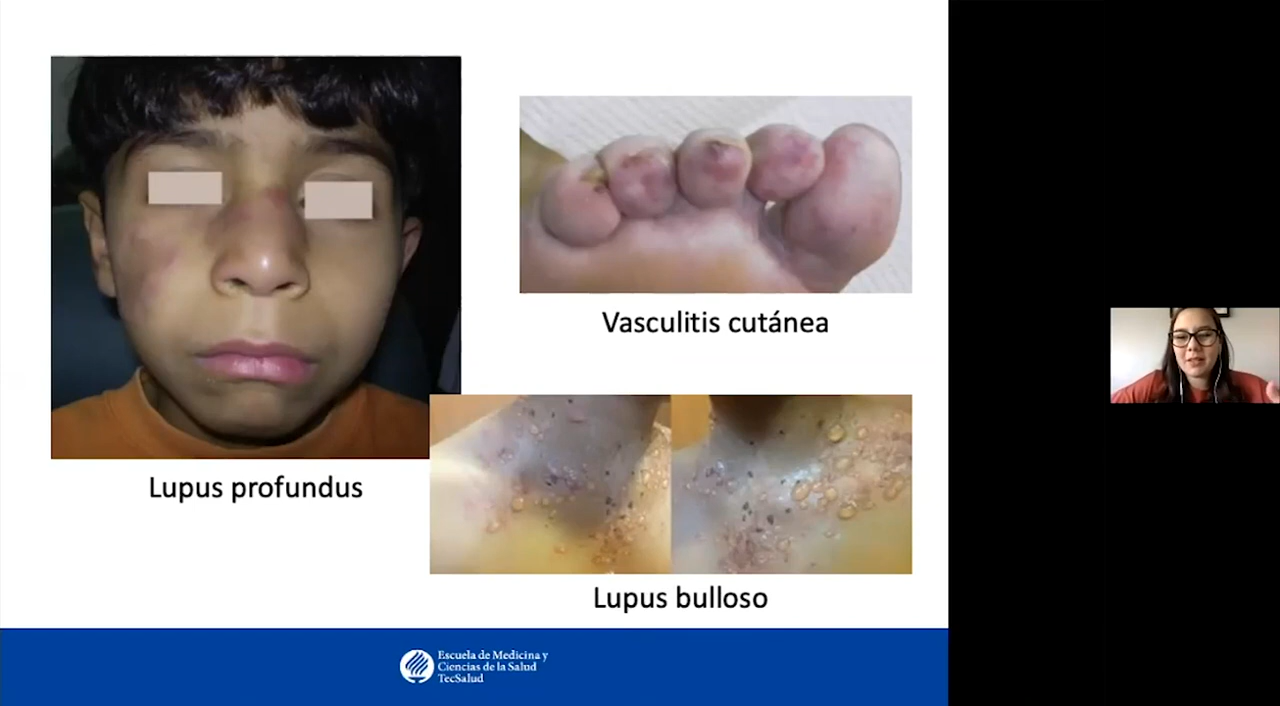 Vasculitis cutánea
Lupus profundus
Lupus bulloso
Escuela de Medicina y
Ciencias de la Salud
TecSalud